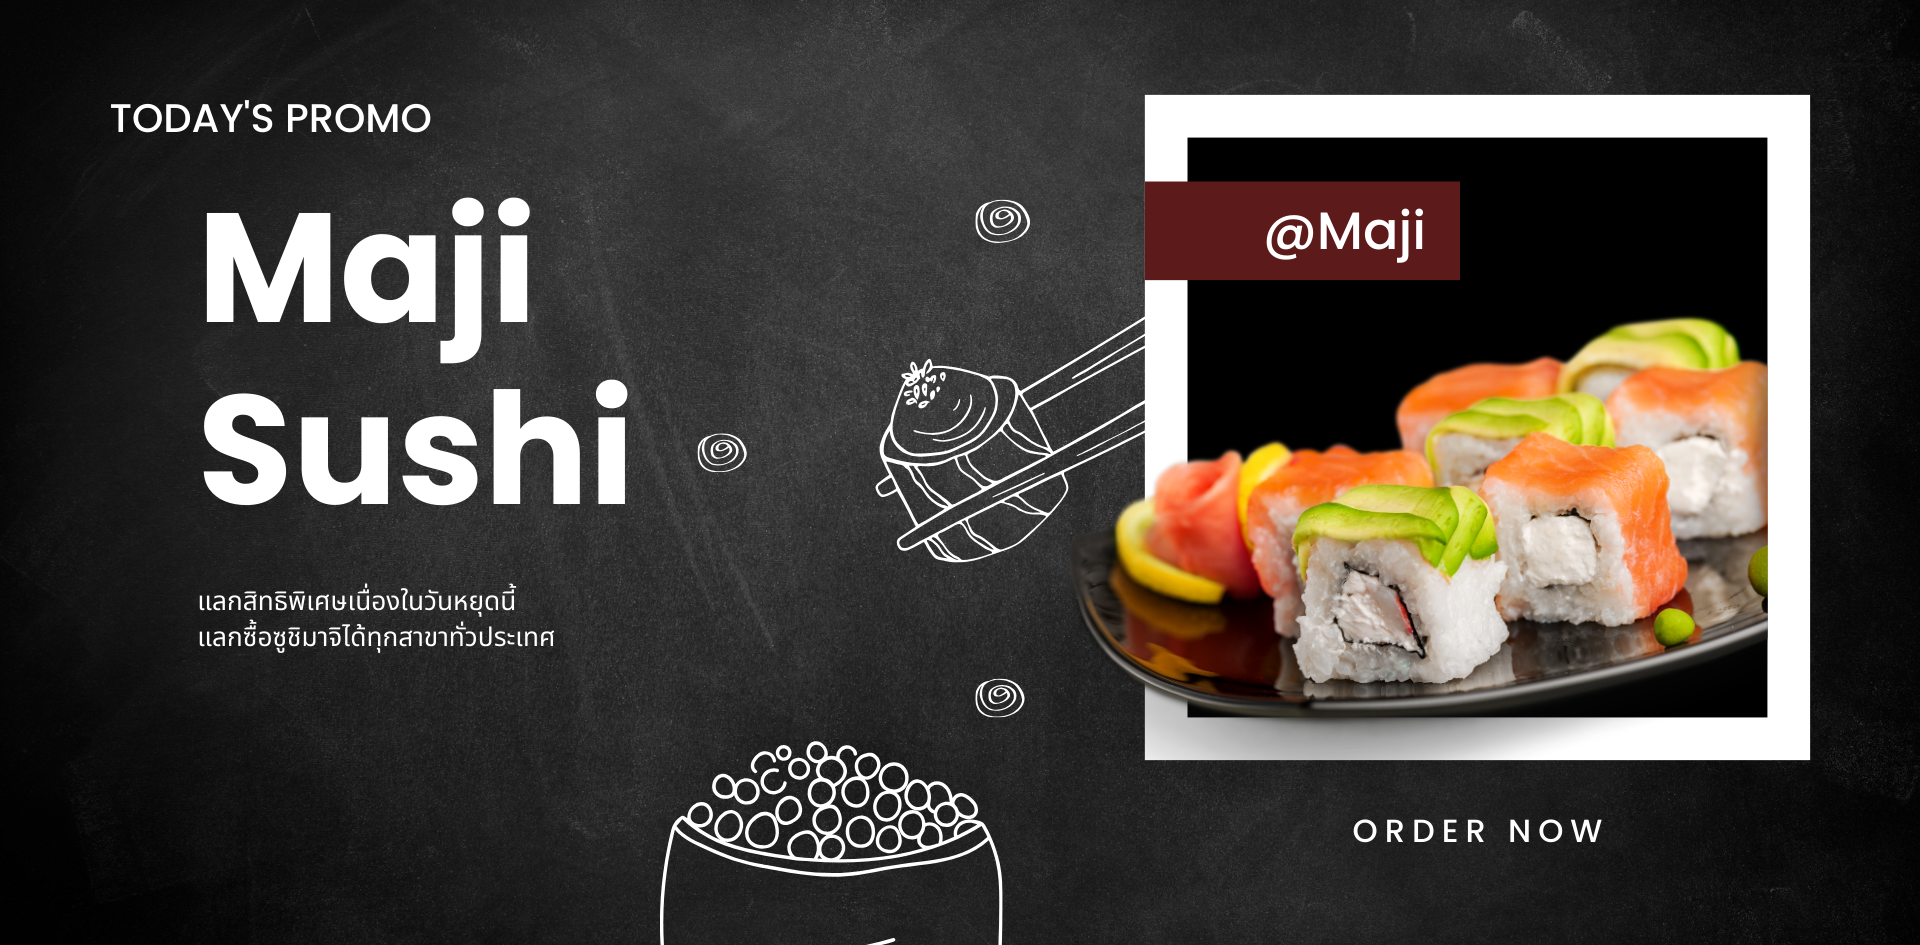 TODAY'S PROMO
Maji
Sushi
แลกสิทธิพิเศษเนื่องในวันหยุดนี้
แลกซื้อซูชิมาจิได้ทุกสาขาทั่วประเทศ
@Maji
ORDER NOW